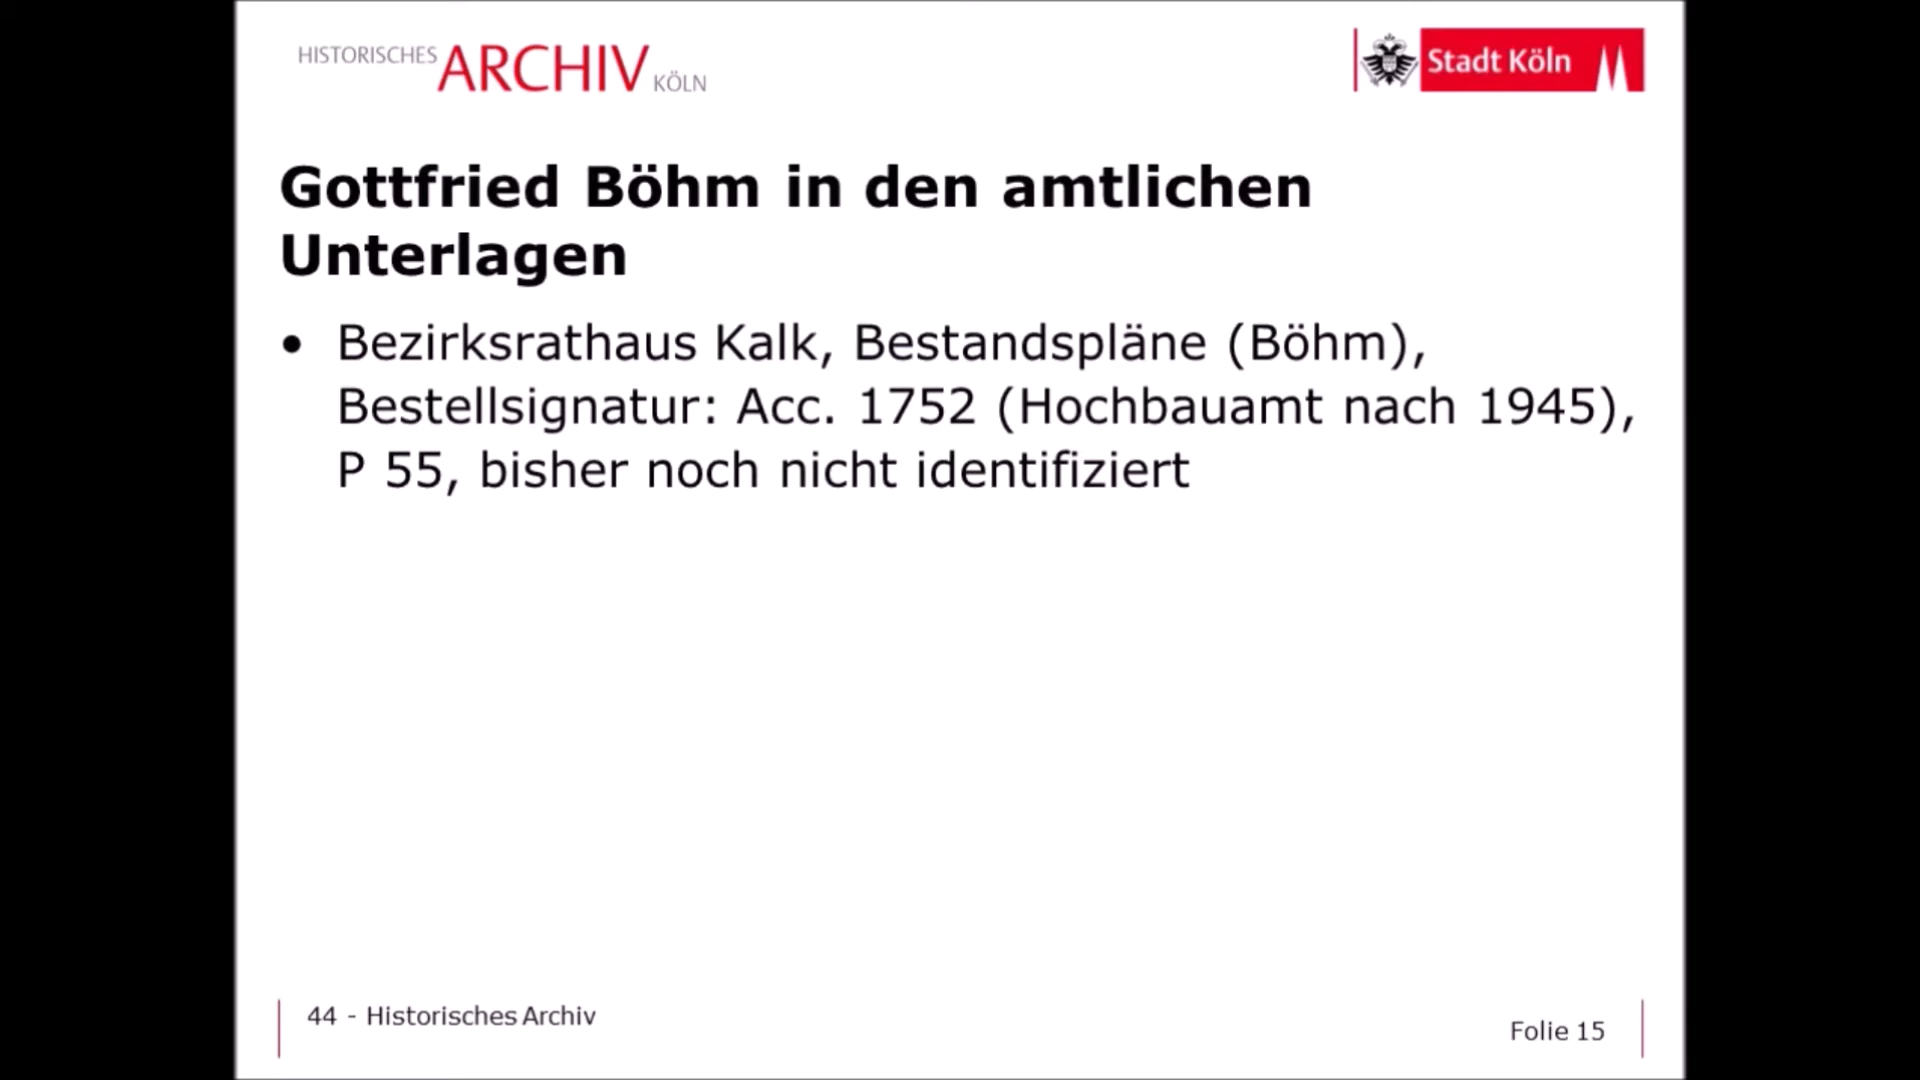 HISTORISCHES ARCHIV KÖLN
Stadt Köln
Gottfried Böhm in den amtlichen
Unterlagen
• Bezirksrathaus Kalk, Bestandspläne (Böhm),
Bestellsignatur: Acc. 1752 (Hochbauamt nach 1945),
P 55, bisher noch nicht identifiziert
44 - Historisches Archiv
Folie 15